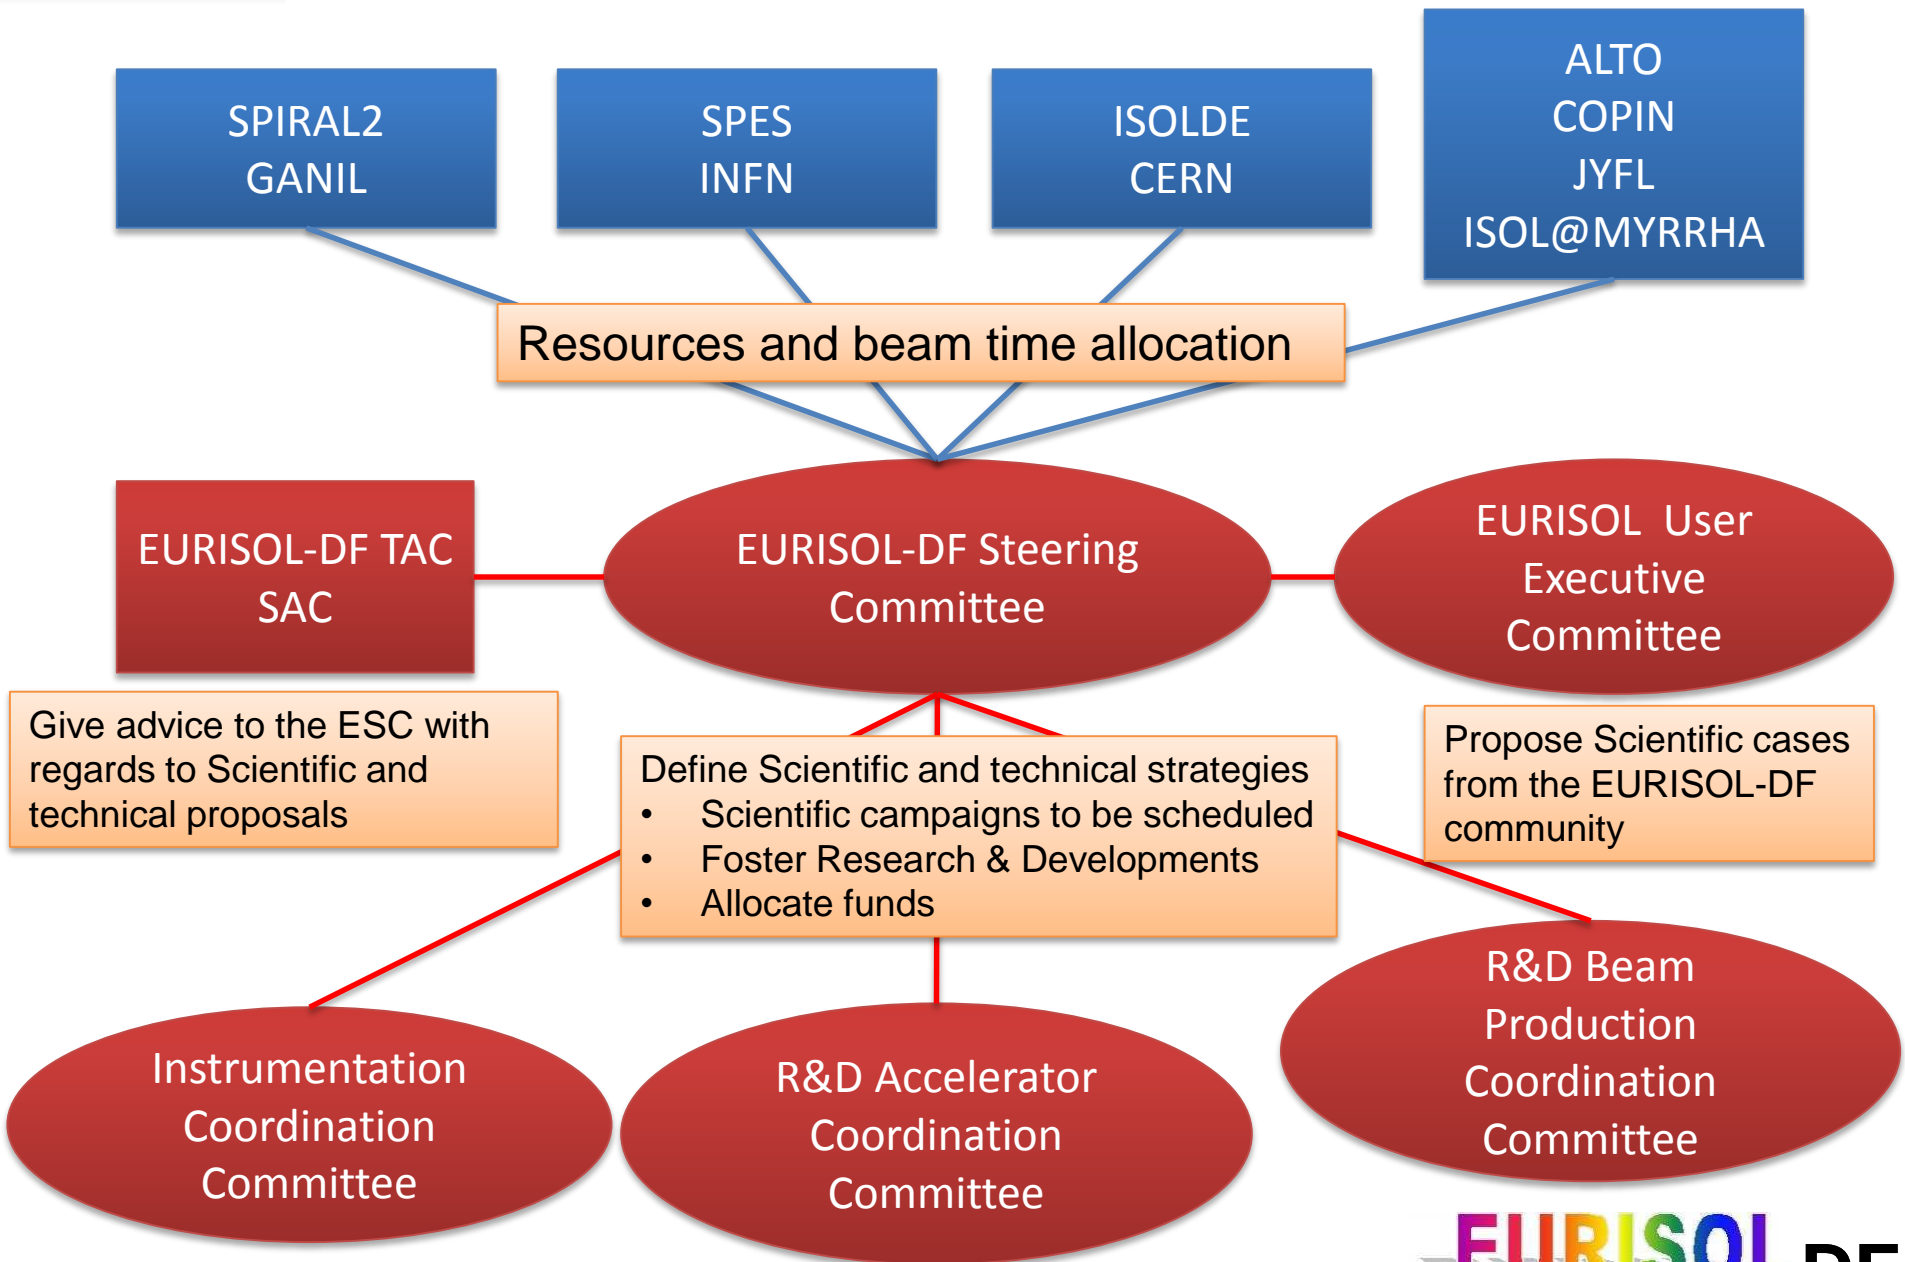 SPIRAL2
GANIL
SPES
INFN
ISOLDE
CERN
ALTO
COPIN
JYFL
ISOL@MYRRHA
Resources and beam time allocation
EURISOL-DF TAC
SAC
EURISOL-DF Steering
Committee
EURISOL User
Executive
Committee
Give advice to the ESC with
regards to Scientific and
technical proposals
Define Scientific and technical strategies
• Scientific campaigns to be scheduled
• Foster Research & Developments
• Allocate funds
Propose Scientific cases
from the EURISOL-DF
community
Instrumentation
Coordination
Committee
R&D Accelerator
Coordination
Committee
R&D Beam
Production
Coordination
Committee
EURISOL DF